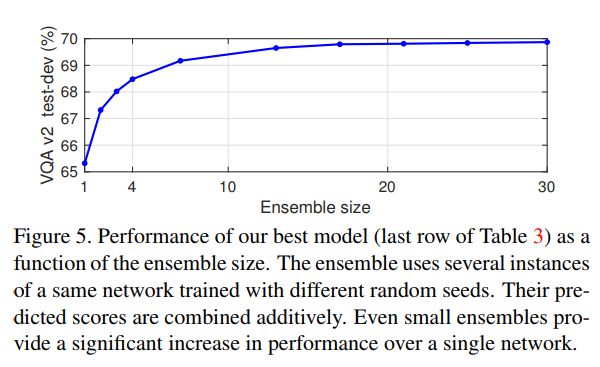 VQA v2 test-dev (%)
70
69
68
67
66
65
1 4 10 20 30
Ensemble size
Figure 5. Performance of our best model (last row of Table 3) as a
function of the ensemble size. The ensemble uses several instances
of a same network trained with different random seeds. Their pre-
dicted scores are combined additively. Even small ensembles pro-
vide a significant increase in performance over a single network.